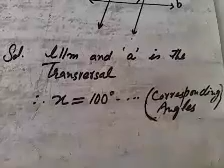 b
Sol. l||m and 'a' is the
Transversal
∴ x = 100° ---- (Corresponding
Angles)